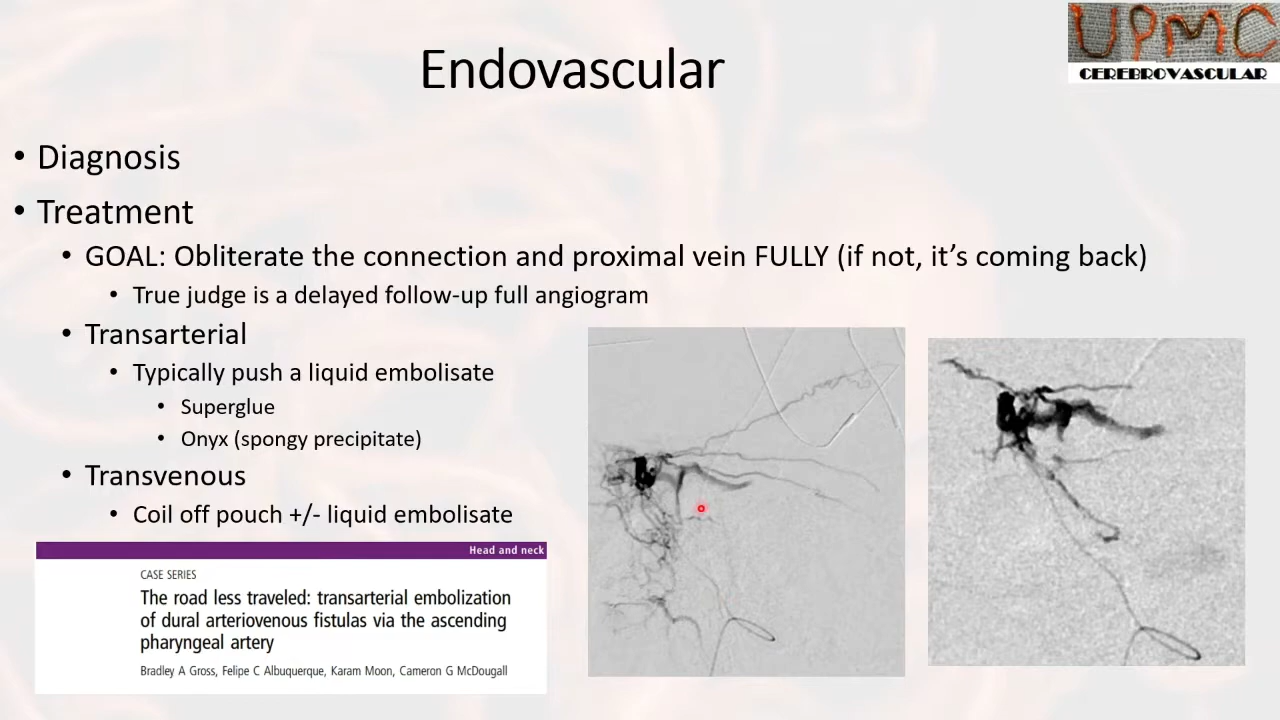 UPMC
CEREBROVASCULAR
Endovascular
• Diagnosis
• Treatment
• GOAL: Obliterate the connection and proximal vein FULLY (if not, it’s coming back)
• True judge is a delayed follow-up full angiogram
• Transarterial
• Typically push a liquid embolisate
• Superglue
• Onyx (spongy precipitate)
• Transvenous
• Coil off pouch +/- liquid embolisate
Head and neck
CASE SERIES
The road less traveled: transarterial embolization
of dural arteriovenous fistulas via the ascending
pharyngeal artery
Bradley A Gross, Felipe C Albuquerque, Karam Moon, Cameron G McDougall